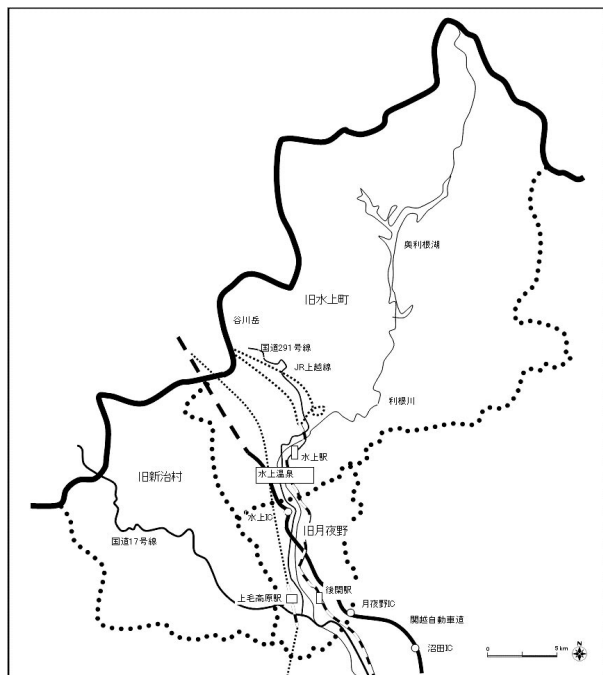 奥利根湖
旧水上町
谷川岳
国道291号線
JR上越線
利根川
水上駅
水上温泉
旧新治村
水上IC
旧月夜野
国道17号線
後閑駅
上毛高原駅
月夜野IC
関越自動車道
沼田IC
N
0 5km